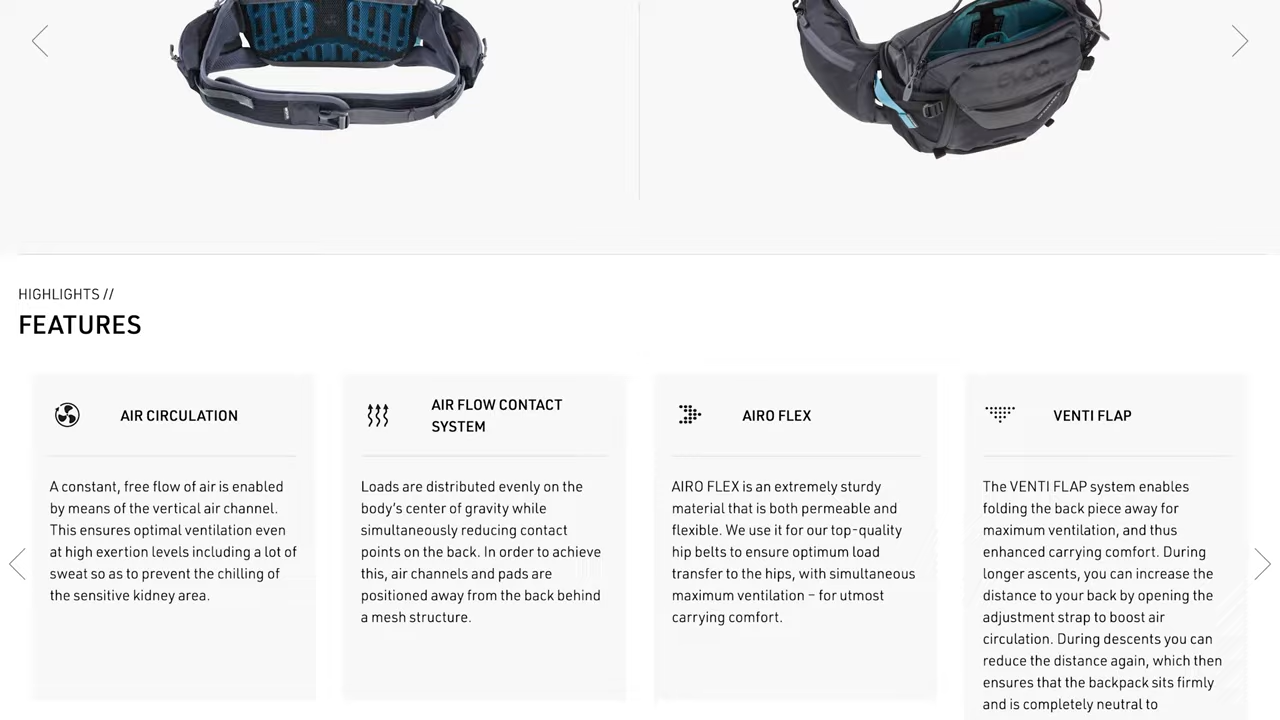 evoc
HIGHLIGHTS //
FEATURES
AIR CIRCULATION
A constant, free flow of air is enabled
by means of the vertical air channel.
This ensures optimal ventilation even
at high exertion levels including a lot of
sweat so as to prevent the chilling of
the sensitive kidney area.
AIR FLOW CONTACT
SYSTEM
Loads are distributed evenly on the
body's center of gravity while
simultaneously reducing contact
points on the back. In order to achieve
this, air channels and pads are
positioned away from the back behind
a mesh structure.
AIRO FLEX
AIRO FLEX is an extremely sturdy
material that is both permeable and
flexible. We use it for our top-quality
hip belts to ensure optimum load
transfer to the hips, with simultaneous
maximum ventilation – for utmost
carrying comfort.
VENTI FLAP
The VENTI FLAP system enables
folding the back piece away for
maximum ventilation, and thus
enhanced carrying comfort. During
longer ascents, you can increase the
distance to your back by opening the
adjustment strap to boost air
circulation. During descents you can
reduce the distance again, which then
ensures that the backpack sits firmly
and is completely neutral to